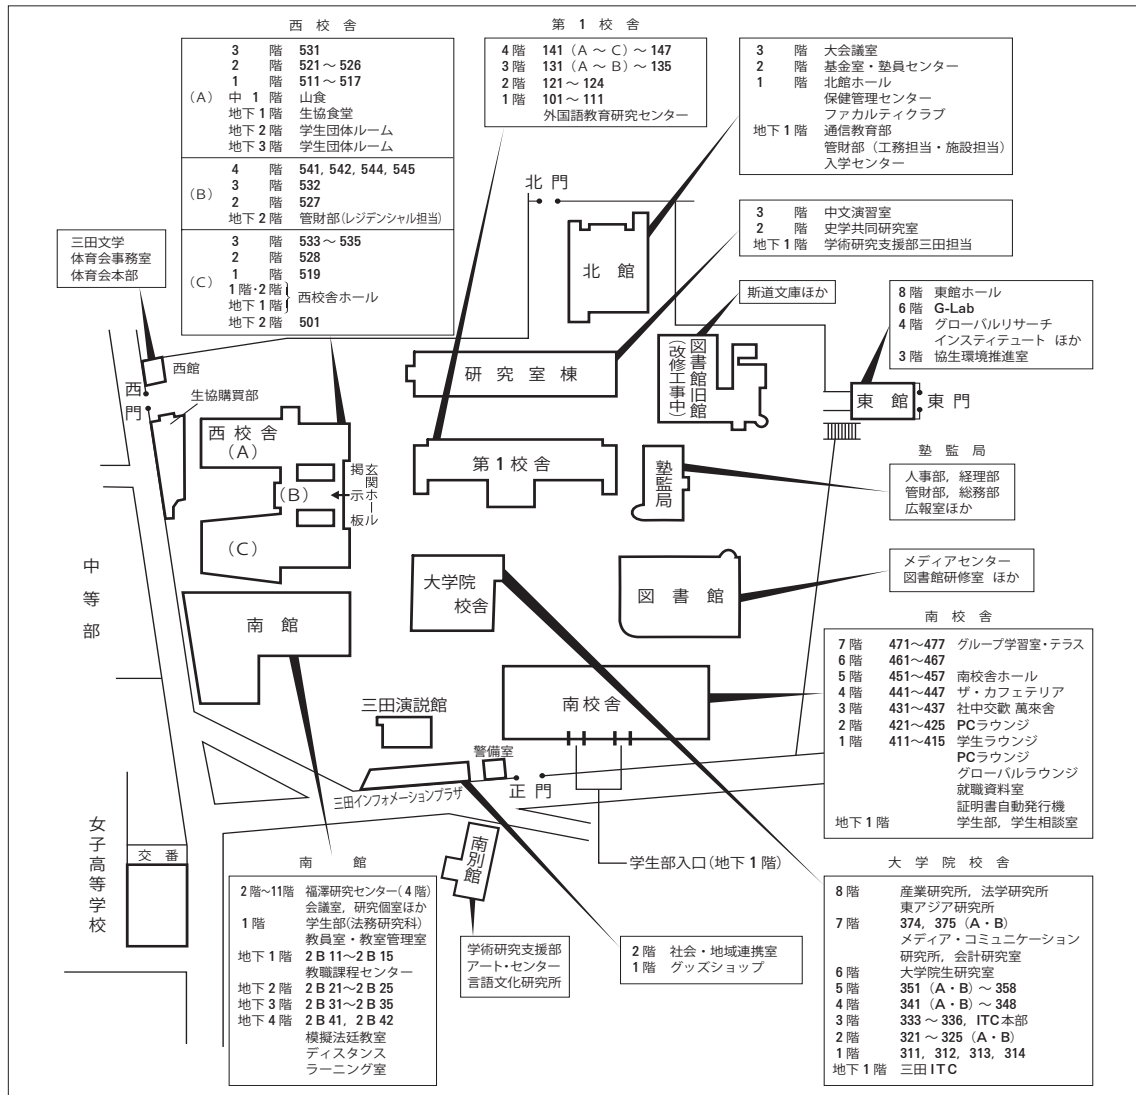 西 校 舎
(A)
3 階 531
2 階 521～526
1 階 511～517
中 1 階 山食
地下 1 階 生協食堂
地下 2 階 学生団体ルーム
地下 3 階 学生団体ルーム
(B)
4 階 541, 542, 544, 545
3 階 532
2 階 527
地下 2 階 管財部(レジデンシャル担当)
(C)
3 階 533～535
2 階 528
1 階 519
1 階・2 階
地下 1 階
西校舎ホール
地下 2 階 501
第 1 校 舎
4 階 141 (A ～ C) ～ 147
3 階 131 (A ～ B) ～ 135
2 階 121～ 124
1 階 101～ 111
外国語教育研究センター
3 階 大会議室
2 階 基金室・塾員センター
1 階 北館ホール
保健管理センター
ファカルティクラブ
地下 1 階 通信教育部
管財部（工務担当・施設担当）
入学センター
3 階 中文演習室
2 階 史学共同研究室
地下 1 階 学術研究支援部三田担当
三田文学
体育会事務室
体育会本部
斯道文庫ほか
8 階 東館ホール
6 階 G-Lab
4 階 グローバルリサーチ
インスティテュート ほか
3 階 協生環境推進室
北 門
北 館
研 究 室 棟
図書館旧館
(改修工事中)
東 館
東 門
西館
西 門
生協購買部
西 校 舎
(A)
(B)
(C)
玄関ホール
掲示板
第 1 校 舎
塾監局
塾 監 局
人事部, 経理部
管財部, 総務部
広報室ほか
メディアセンター
図書館研修室 ほか
大学院
校舎
図 書 館
中 等 部
南 館
三田演説館
南校舎
警備室
正 門
三田インフォメーションプラザ
南別館
学生部入口(地下 1 階)
女子高等学校
交 番
南 校 舎
7 階 471～477 グループ学習室・テラス
6 階 461～467
5 階 451～457 南校舎ホール
4 階 441～447 ザ・カフェテリア
3 階 431～437 社中交歡 萬來舎
2 階 421～425 PCラウンジ
1 階 411～415 学生ラウンジ
PCラウンジ
グローバルラウンジ
就職資料室
証明書自動発行機
地下 1 階 学生部, 学生相談室
南 館
2 階～11階 福澤研究センター( 4 階)
会議室, 研究個室ほか
1 階 学生部(法務研究科)
教員室・教室管理室
地下 1 階 2 B 11～2 B 15
教職課程センター
地下 2 階 2 B 21～2 B 25
地下 3 階 2 B 31～2 B 35
地下 4 階 2 B 41, 2 B 42
模擬法廷教室
ディスタンス
ラーニング室
学術研究支援部
アート・センター
言語文化研究所
2 階 社会・地域連携室
1 階 グッズショップ
大 学 院 校 舎
8 階 産業研究所, 法学研究所
東アジア研究所
7 階 374, 375 (A・B)
メディア・コミュニケーション
研究所, 会計研究室
6 階 大学院生研究室
5 階 351 (A・B) ～ 358
4 階 341 (A・B) ～ 348
3 階 333 ～ 336, ITC本部
2 階 321 ～ 325 (A・B)
1 階 311, 312, 313, 314
地下 1 階 三田 ITC